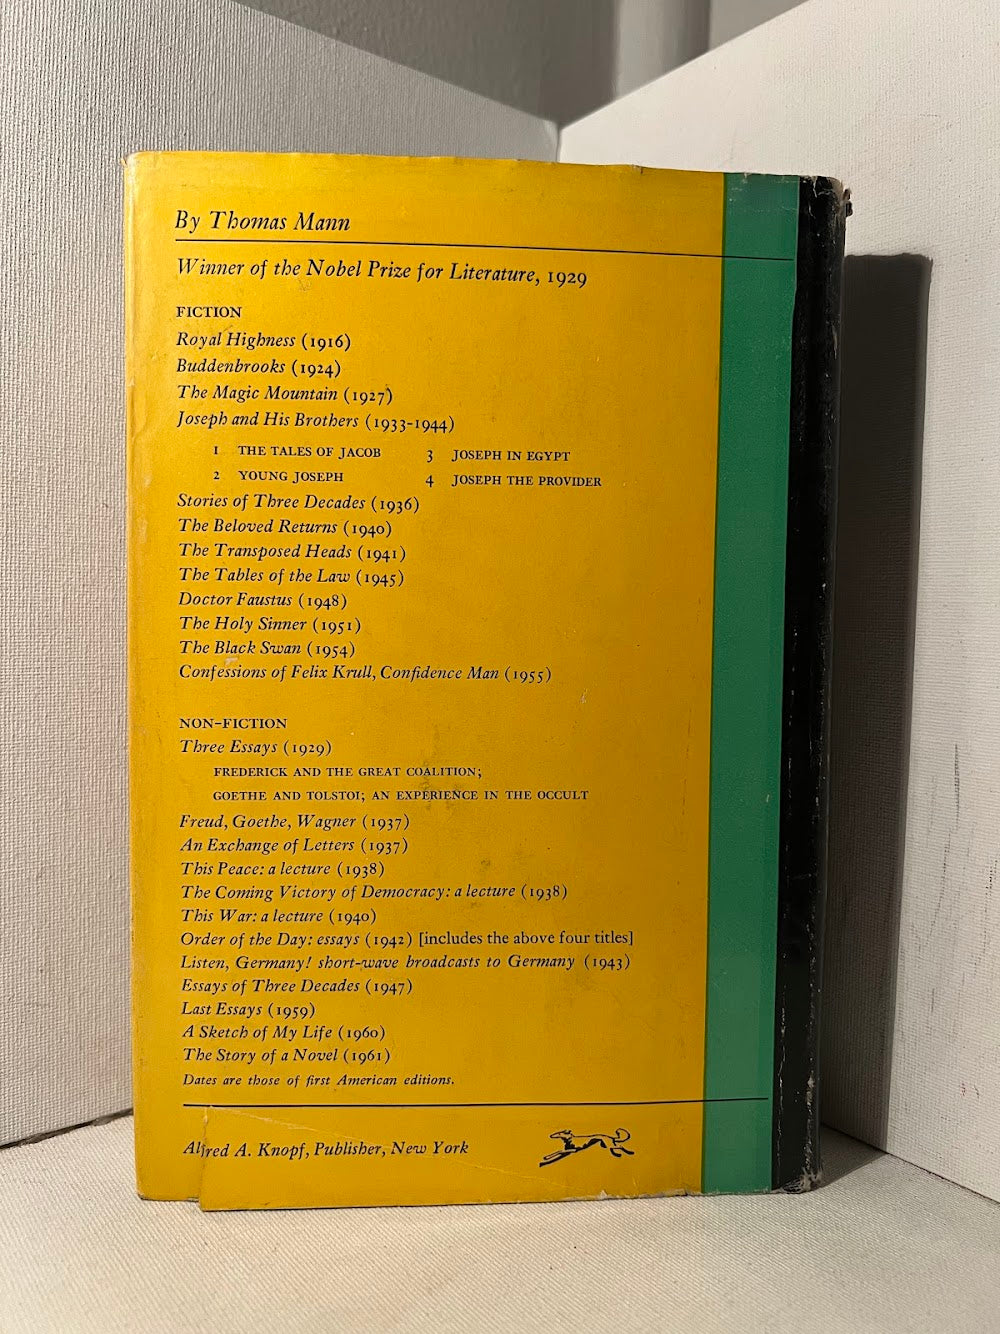 By Thomas Mann
Winner of the Nobel Prize for Literature, 1929
FICTION
Royal Highness (1916)
Buddenbrooks (1924)
The Magic Mountain (1927)
Joseph and His Brothers (1933-1944)
1 THE TALES OF JACOB 3 JOSEPH IN EGYPT
2 YOUNG JOSEPH 4 JOSEPH THE PROVIDER
Stories of Three Decades (1936)
The Beloved Returns (1940)
The Transposed Heads (1941)
The Tables of the Law (1945)
Doctor Faustus (1948)
The Holy Sinner (1951)
The Black Swan (1954)
Confessions of Felix Krull, Confidence Man (1955)
NON-FICTION
Three Essays (1929)
FREDERICK AND THE GREAT COALITION;
GOETHE AND TOLSTOI; AN EXPERIENCE IN THE OCCULT
Freud, Goethe, Wagner (1937)
An Exchange of Letters (1937)
This Peace: a lecture (1938)
The Coming Victory of Democracy: a lecture (1938)
This War: a lecture (1940)
Order of the Day: essays (1942) [includes the above four titles]
Listen, Germany! short-wave broadcasts to Germany (1943)
Essays of Three Decades (1947)
Last Essays (1959)
A Sketch of My Life (1960)
The Story of a Novel (1961)
Dates are those of first American editions.
Alfred A. Knopf, Publisher, New York